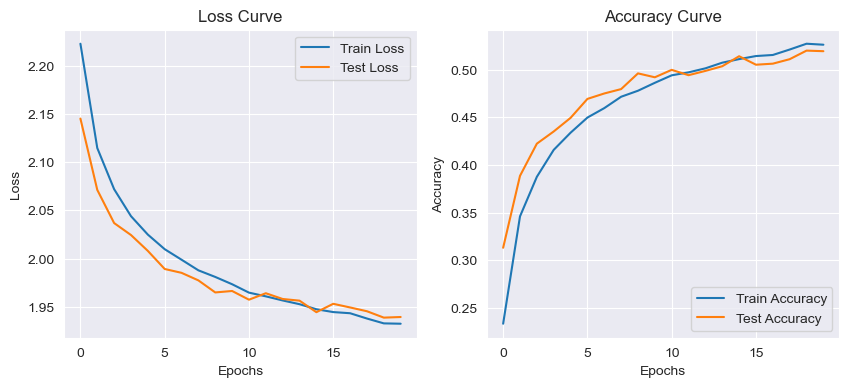 Loss Curve
Train Loss
Test Loss
2.20
2.15
2.10
2.05
2.00
1.95
Loss
0
5
10
15
Epochs
Accuracy Curve
0.50
0.45
0.40
0.35
0.30
0.25
Accuracy
Train Accuracy
Test Accuracy
0
5
10
15
Epochs